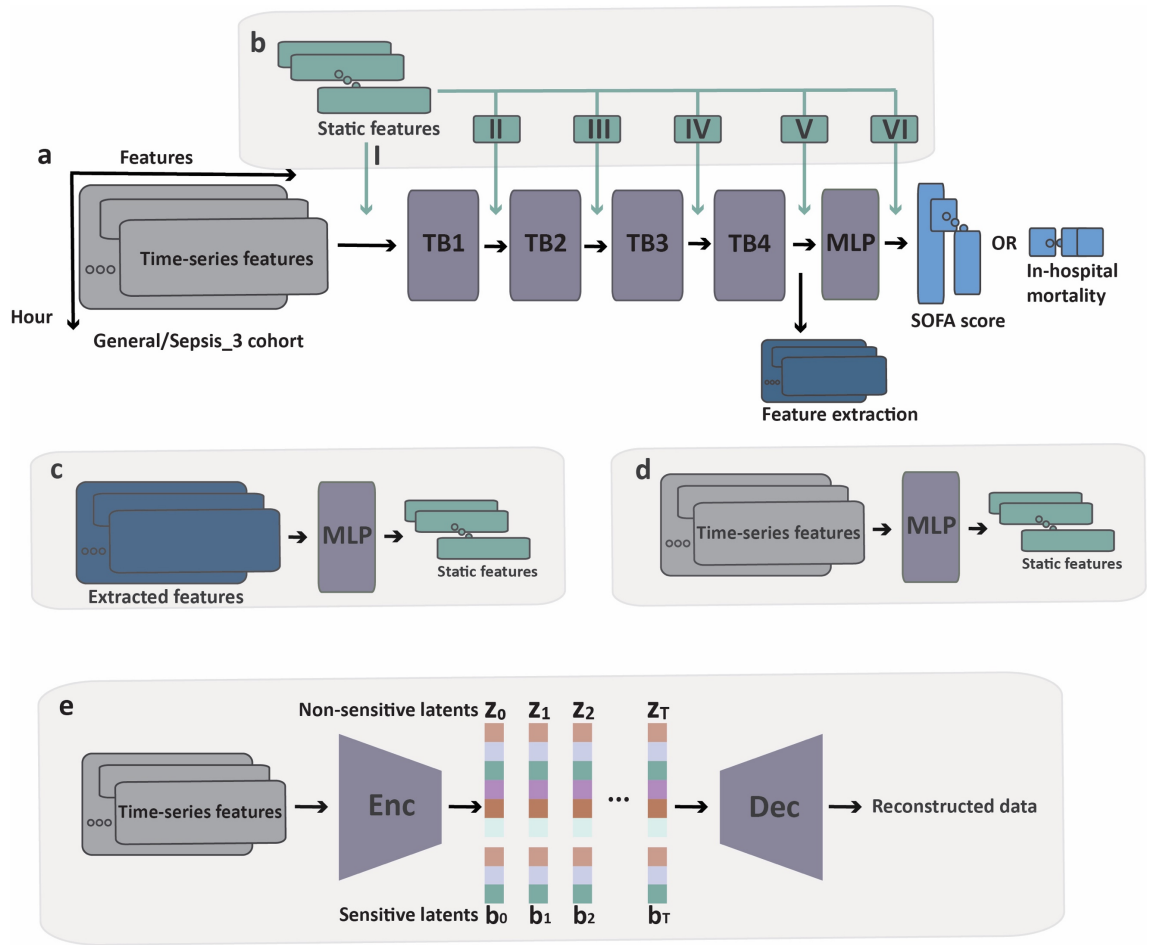 b
Static features
II
III
IV
V
VI
I
a
Features
Time-series features
Hour
General/Sepsis_3 cohort
TB1
TB2
TB3
TB4
MLP
SOFA score
OR
In-hospital
mortality
Feature extraction
c
Extracted features
MLP
Static features
d
Time-series features
MLP
Static features
e
Non-sensitive latents z0 z1 z2 zT
Time-series features
Enc
...
Dec
Reconstructed data
Sensitive latents b0 b1 b2 bT